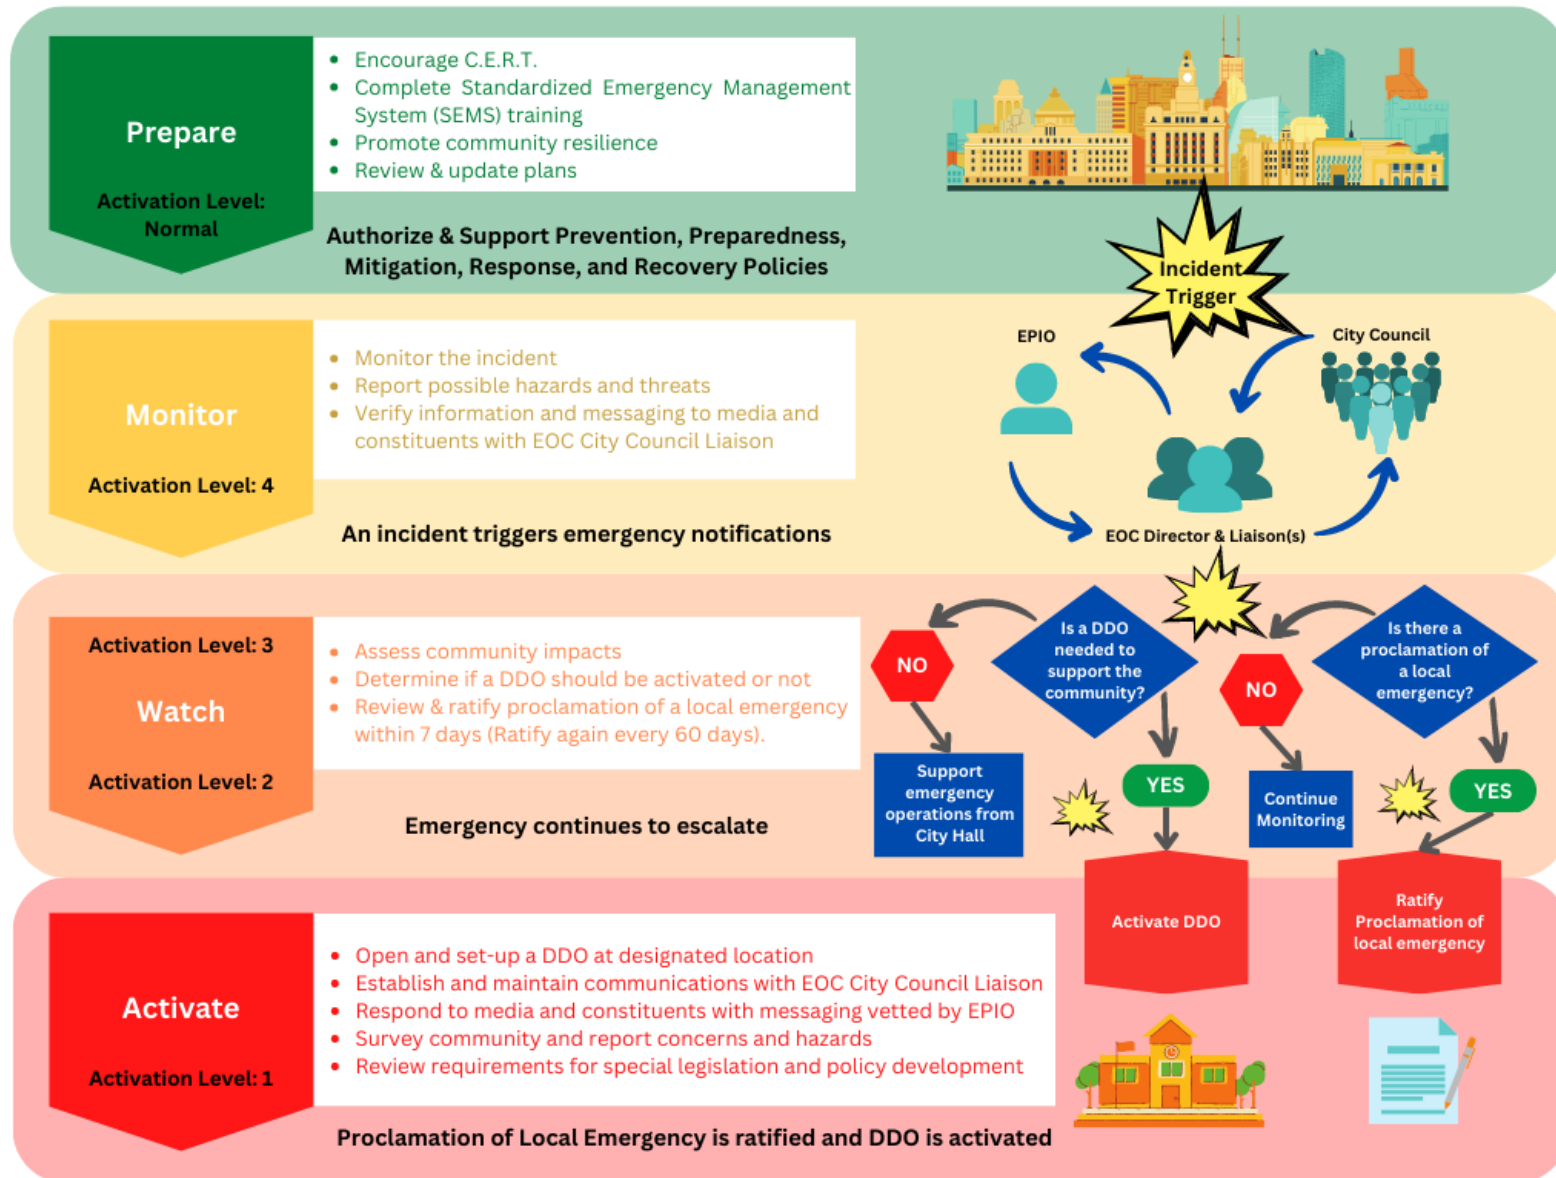 Prepare
Activation Level:
Normal
• Encourage C.E.R.T.
• Complete Standardized Emergency Management
System (SEMS) training
• Promote community resilience
• Review & update plans
Authorize & Support Prevention, Preparedness,
Mitigation, Response, and Recovery Policies
Incident
Trigger
Monitor
Activation Level: 4
• Monitor the incident
• Report possible hazards and threats
• Verify information and messaging to media and
constituents with EOC City Council Liaison
An incident triggers emergency notifications
EPIO
City Council
EOC Director & Liaison(s)
Activation Level: 3
Watch
Activation Level: 2
• Assess community impacts
• Determine if a DDO should be activated or not
• Review & ratify proclamation of a local emergency
within 7 days (Ratify again every 60 days).
Emergency continues to escalate
NO
Is a DDO
needed to
support the
community?
Support
emergency
operations from
City Hall
YES
NO
Is there a
proclamation of
a local
emergency?
Continue
Monitoring
YES
Activate DDO
Ratify
Proclamation of
local emergency
Activate
Activation Level: 1
• Open and set-up a DDO at designated location
• Establish and maintain communications with EOC City Council Liaison
• Respond to media and constituents with messaging vetted by EPIO
• Survey community and report concerns and hazards
• Review requirements for special legislation and policy development
Proclamation of Local Emergency is ratified and DDO is activated